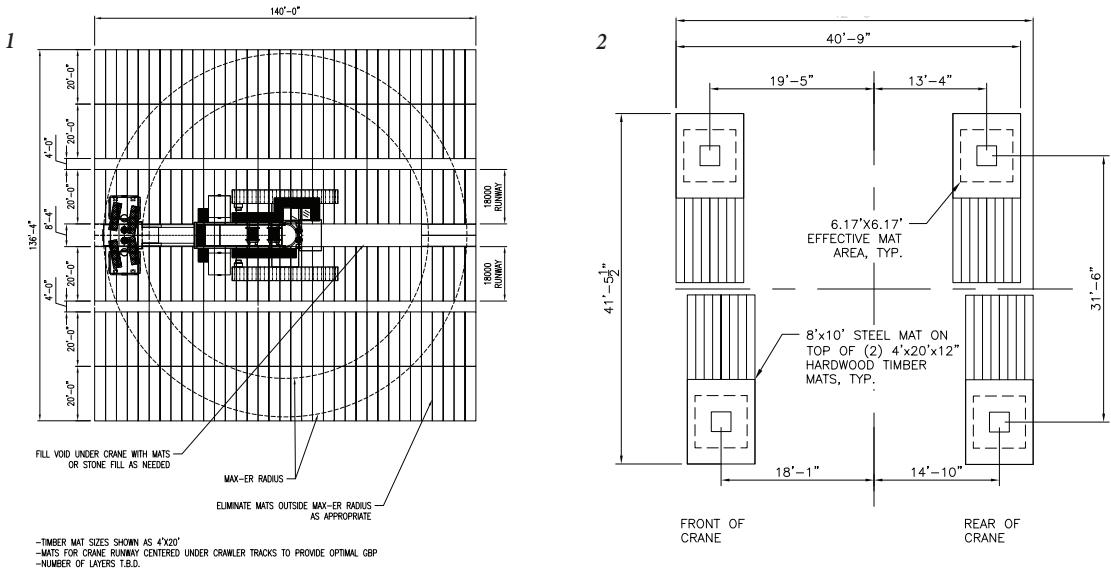 1
140'-0"
20'-0"
20'-0"
4'-0"
20'-0"
8'-4"
136'-4"
20'-0"
4'-0"
20'-0"
20'-0"
18000
RUNWAY
18000
RUNWAY
FILL VOID UNDER CRANE WITH MATS
OR STONE FILL AS NEEDED
MAX-ER RADIUS
ELIMINATE MATS OUTSIDE MAX-ER RADIUS
AS APPROPRIATE
-TIMBER MAT SIZES SHOWN AS 4'X20'
-MATS FOR CRANE RUNWAY CENTERED UNDER CRAWLER TRACKS TO PROVIDE OPTIMAL GBP
-NUMBER OF LAYERS T.B.D.
2
40'-9"
19'-5"
13'-4"
6.17'X6.17'
EFFECTIVE MAT
AREA, TYP.
41'-5½"
31'-6"
8'x10' STEEL MAT ON
TOP OF (2) 4'x20'x12"
HARDWOOD TIMBER
MATS, TYP.
18'-1"
14'-10"
FRONT OF
CRANE
REAR OF
CRANE